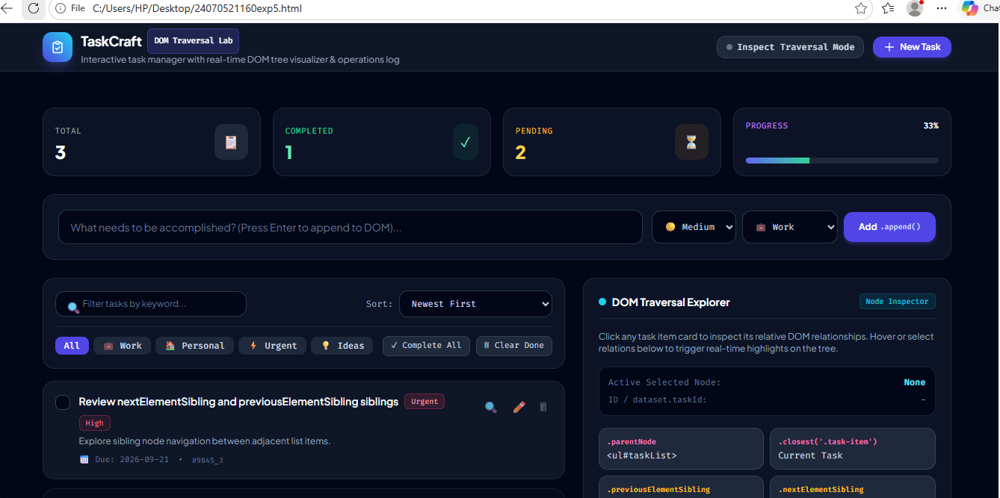 File C:/Users/HP/Desktop/24070521160exp5.html
Chat
TaskCraft DOM Traversal Lab
Interactive task manager with real-time DOM tree visualizer & operations log
Inspect Traversal Mode
+ New Task
TOTAL
3
COMPLETED
1
✓
PENDING
2
PROGRESS 33%
What needs to be accomplished? (Press Enter to append to DOM)...
Medium
Work
Add .append()
Filter tasks by keyword...
Sort: Newest First
All Work Personal Urgent Ideas ✓ Complete All Clear Done
Review nextElementSibling and previousElementSibling siblings Urgent
High
Explore sibling node navigation between adjacent list items.
Due: 2026-09-21 • #9845_3
DOM Traversal Explorer Node Inspector
Click any task item card to inspect its relative DOM relationships. Hover or select
relations below to trigger real-time highlights on the tree.
Active Selected Node: None
ID / dataset.taskId: –
.parentNode
<ul#taskList>
.closest('.task-item')
Current Task
.previousElementSibling
.nextElementSibling